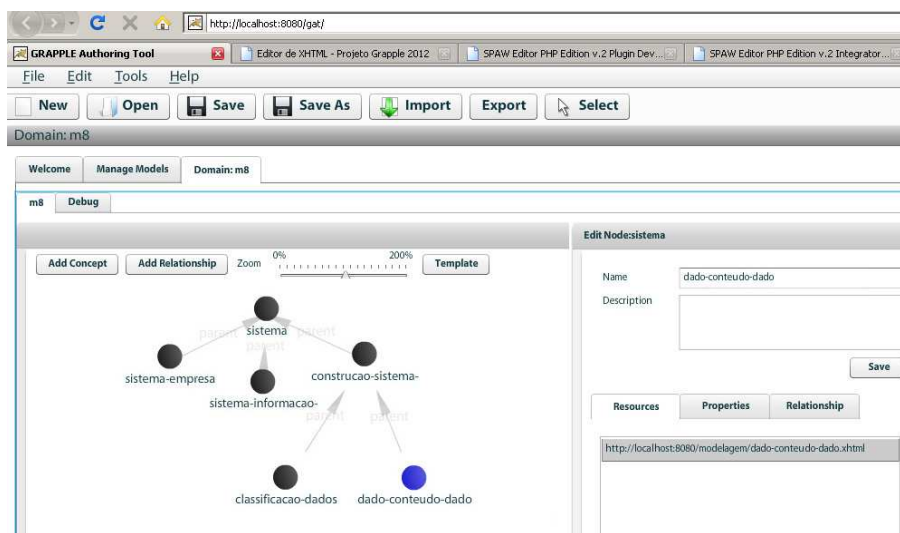 http://localhost:8080/gat/
GRAPPLE Authoring Tool
Editor de XHTML - Projeto Grapple 2012
SPAW Editor PHP Edition v.2 Plugin Dev...
SPAW Editor PHP Edition v.2 Integrator...
File Edit Tools Help
New Open Save Save As Import Export Select
Domain: m8
Welcome Manage Models Domain: m8
m8 Debug
Edit Node:sistema
Add Concept Add Relationship Zoom 0% 200% Template
Name dado-conteudo-dado
Description
sistema
parent parent
parent
sistema-empresa
construcao-sistema-
sistema-informacao-
parent parent
classificacao-dados
dado-conteudo-dado
Save
Resources Properties Relationship
http://localhost:8080/modelagem/dado-conteudo-dado.xhtml